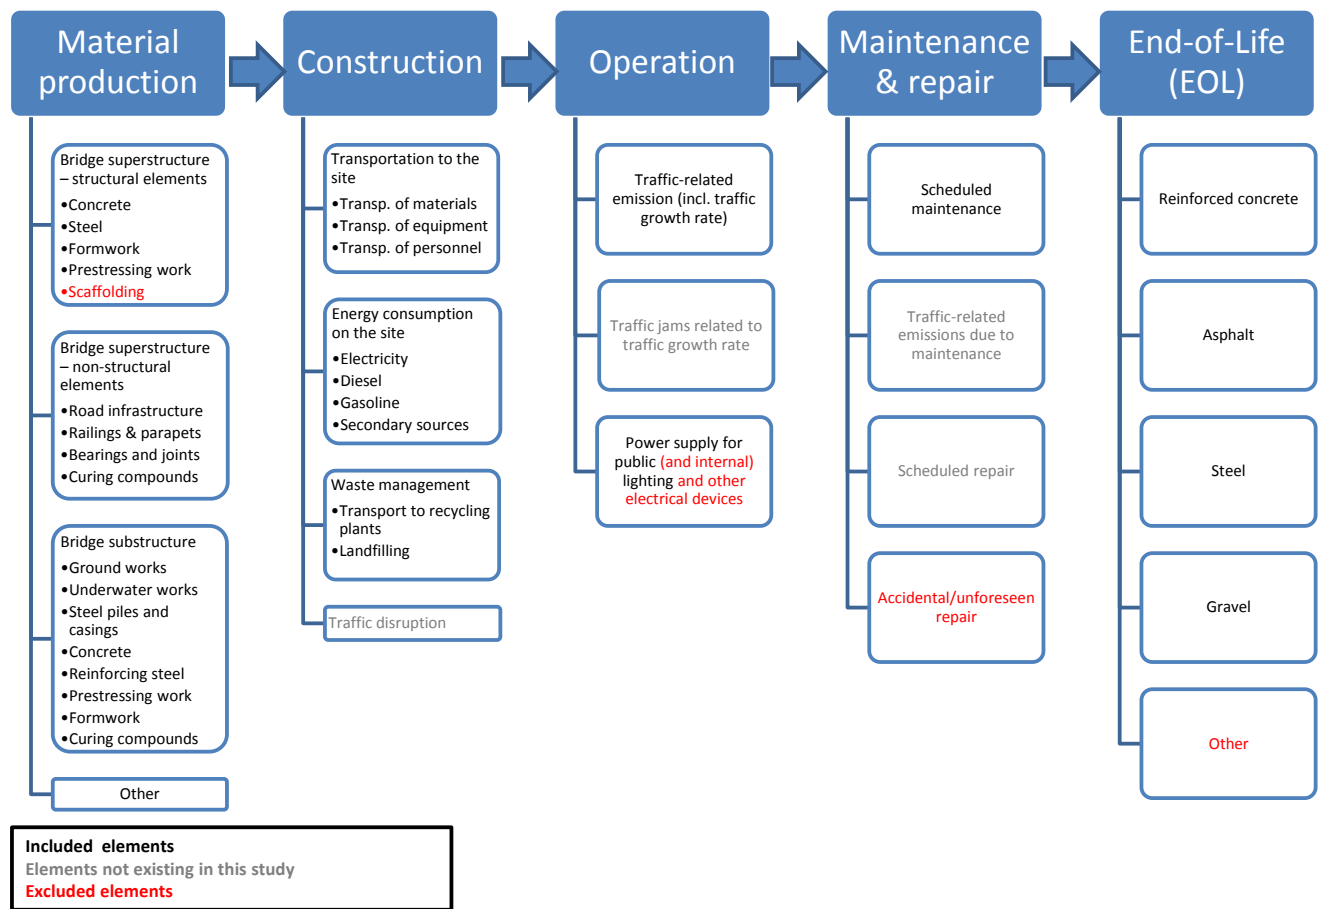 Material
production
Construction
Operation
Maintenance
& repair
End-of-Life
(EOL)
Bridge superstructure
– structural elements
•Concrete
•Steel
•Formwork
•Prestressing work
•Scaffolding
Bridge superstructure
– non-structural
elements
•Road infrastructure
•Railings & parapets
•Bearings and joints
•Curing compounds
Bridge substructure
•Ground works
•Underwater works
•Steel piles and
casings
•Concrete
•Reinforcing steel
•Prestressing work
•Formwork
•Curing compounds
Other
Transportation to the
site
•Transp. of materials
•Transp. of equipment
•Transp. of personnel
Energy consumption
on the site
•Electricity
•Diesel
•Gasoline
•Secondary sources
Waste management
•Transport to recycling
plants
•Landfilling
Traffic disruption
Traffic-related
emission (incl. traffic
growth rate)
Traffic jams related to
traffic growth rate
Power supply for
public (and internal)
lighting and other
electrical devices
Scheduled
maintenance
Traffic-related
emissions due to
maintenance
Scheduled repair
Accidental/unforeseen
repair
Reinforced concrete
Asphalt
Steel
Gravel
Other
Included elements
Elements not existing in this study
Excluded elements